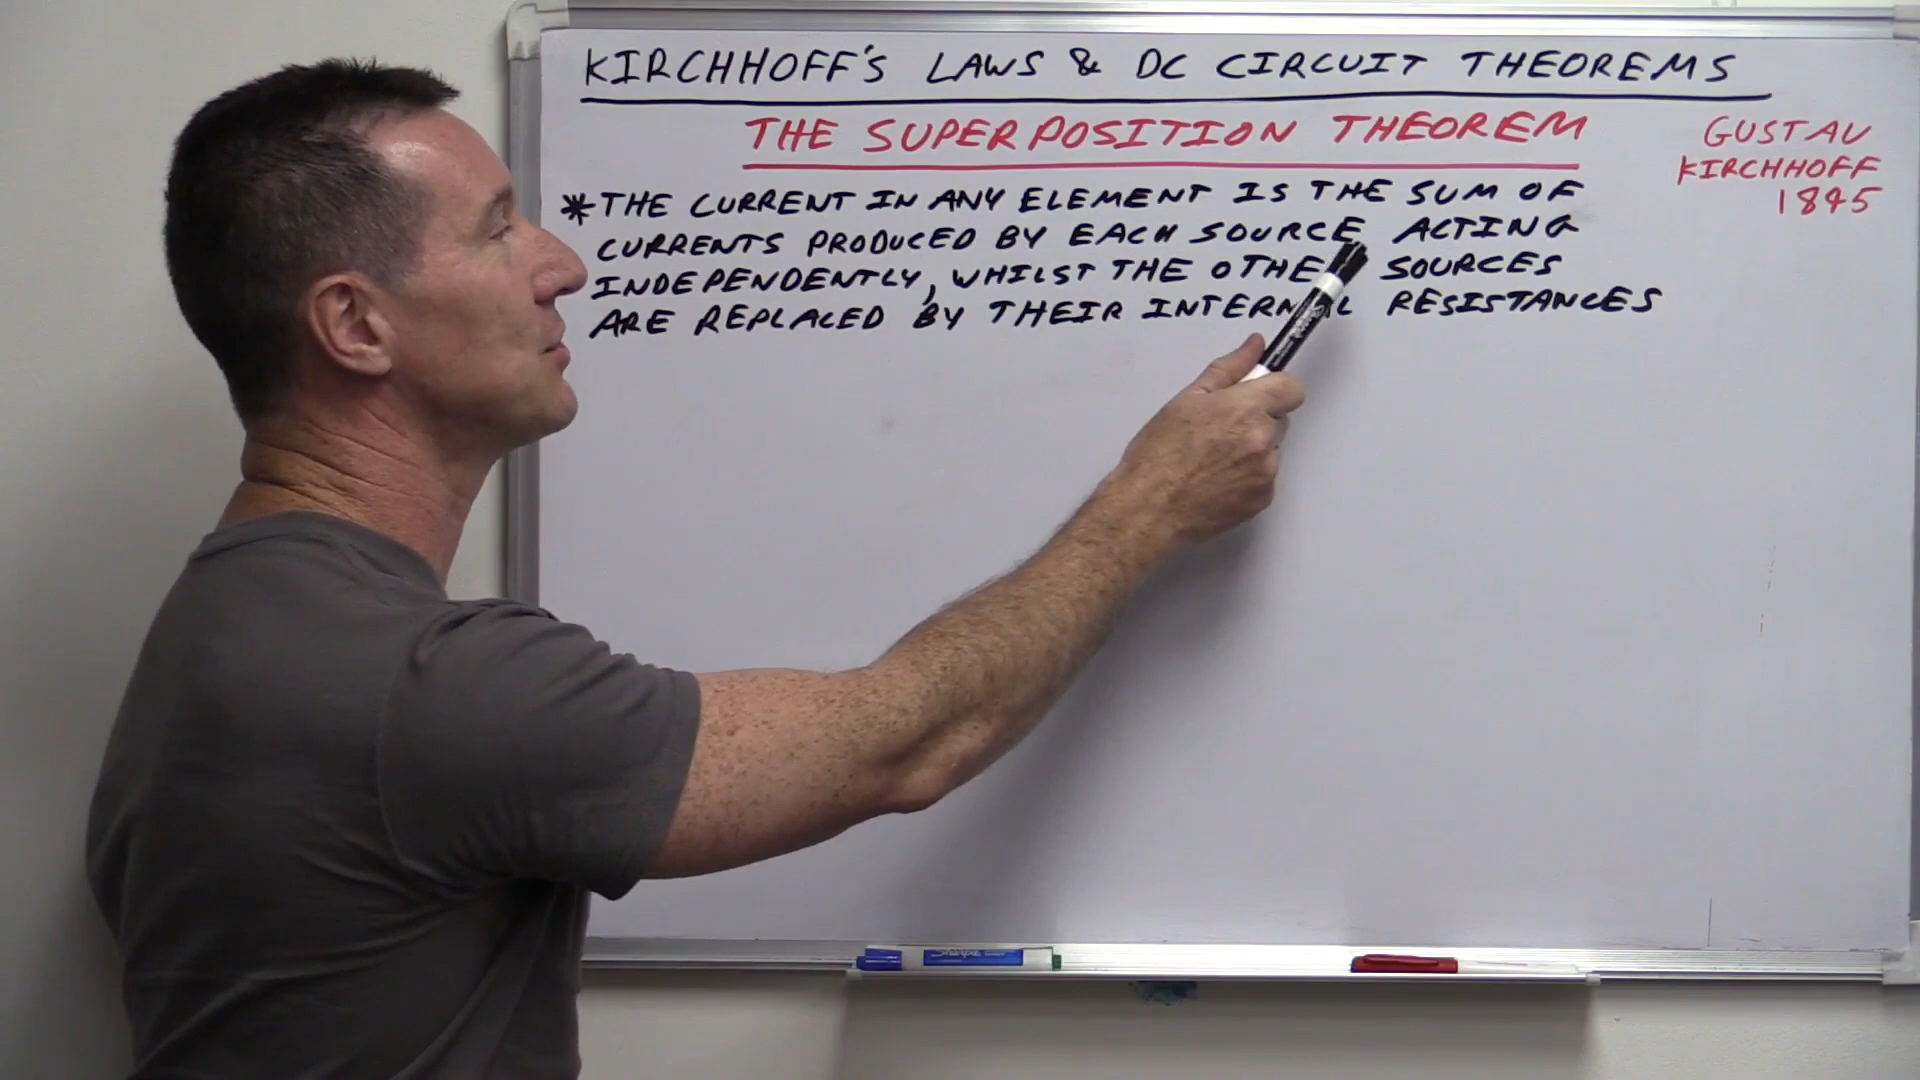 KIRCHHOFF'S LAWS & DC CIRCUIT THEOREMS
THE SUPERPOSITION THEOREM
GUSTAV
KIRCHHOFF
1845
*THE CURRENT IN ANY ELEMENT IS THE SUM OF
CURRENTS PRODUCED BY EACH SOURCE ACTING
INDEPENDENTLY, WHILST THE OTHER SOURCES
ARE REPLACED BY THEIR INTERNAL RESISTANCES
Sharpie